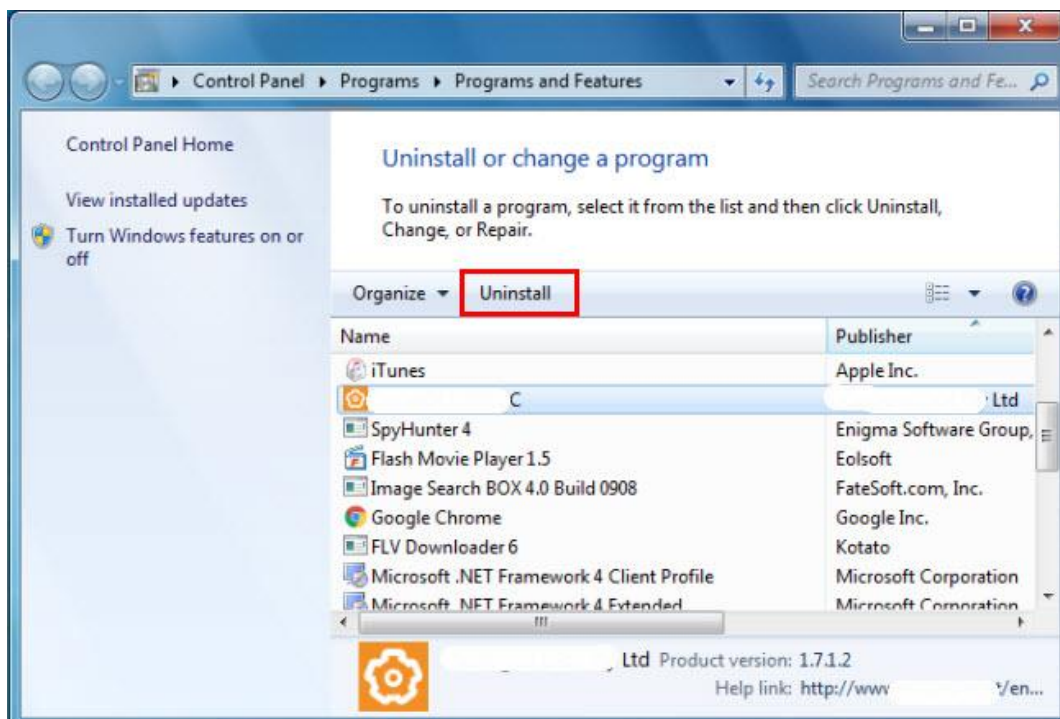 Control Panel ▸ Programs ▸ Programs and Features
Search Programs and Fe...
Control Panel Home
View installed updates
Turn Windows features on or
off
Uninstall or change a program
To uninstall a program, select it from the list and then click Uninstall,
Change, or Repair.
Organize Uninstall
Name Publisher
iTunes Apple Inc.
C Ltd
SpyHunter 4 Enigma Software Group,
Flash Movie Player 1.5 Eolsoft
Image Search BOX 4.0 Build 0908 FateSoft.com, Inc.
Google Chrome Google Inc.
FLV Downloader 6 Kotato
Microsoft .NET Framework 4 Client Profile Microsoft Corporation
Microsoft .NET Framework 4 Extended Microsoft Corporation
Ltd Product version: 1.7.1.2
Help link: http://www /en...